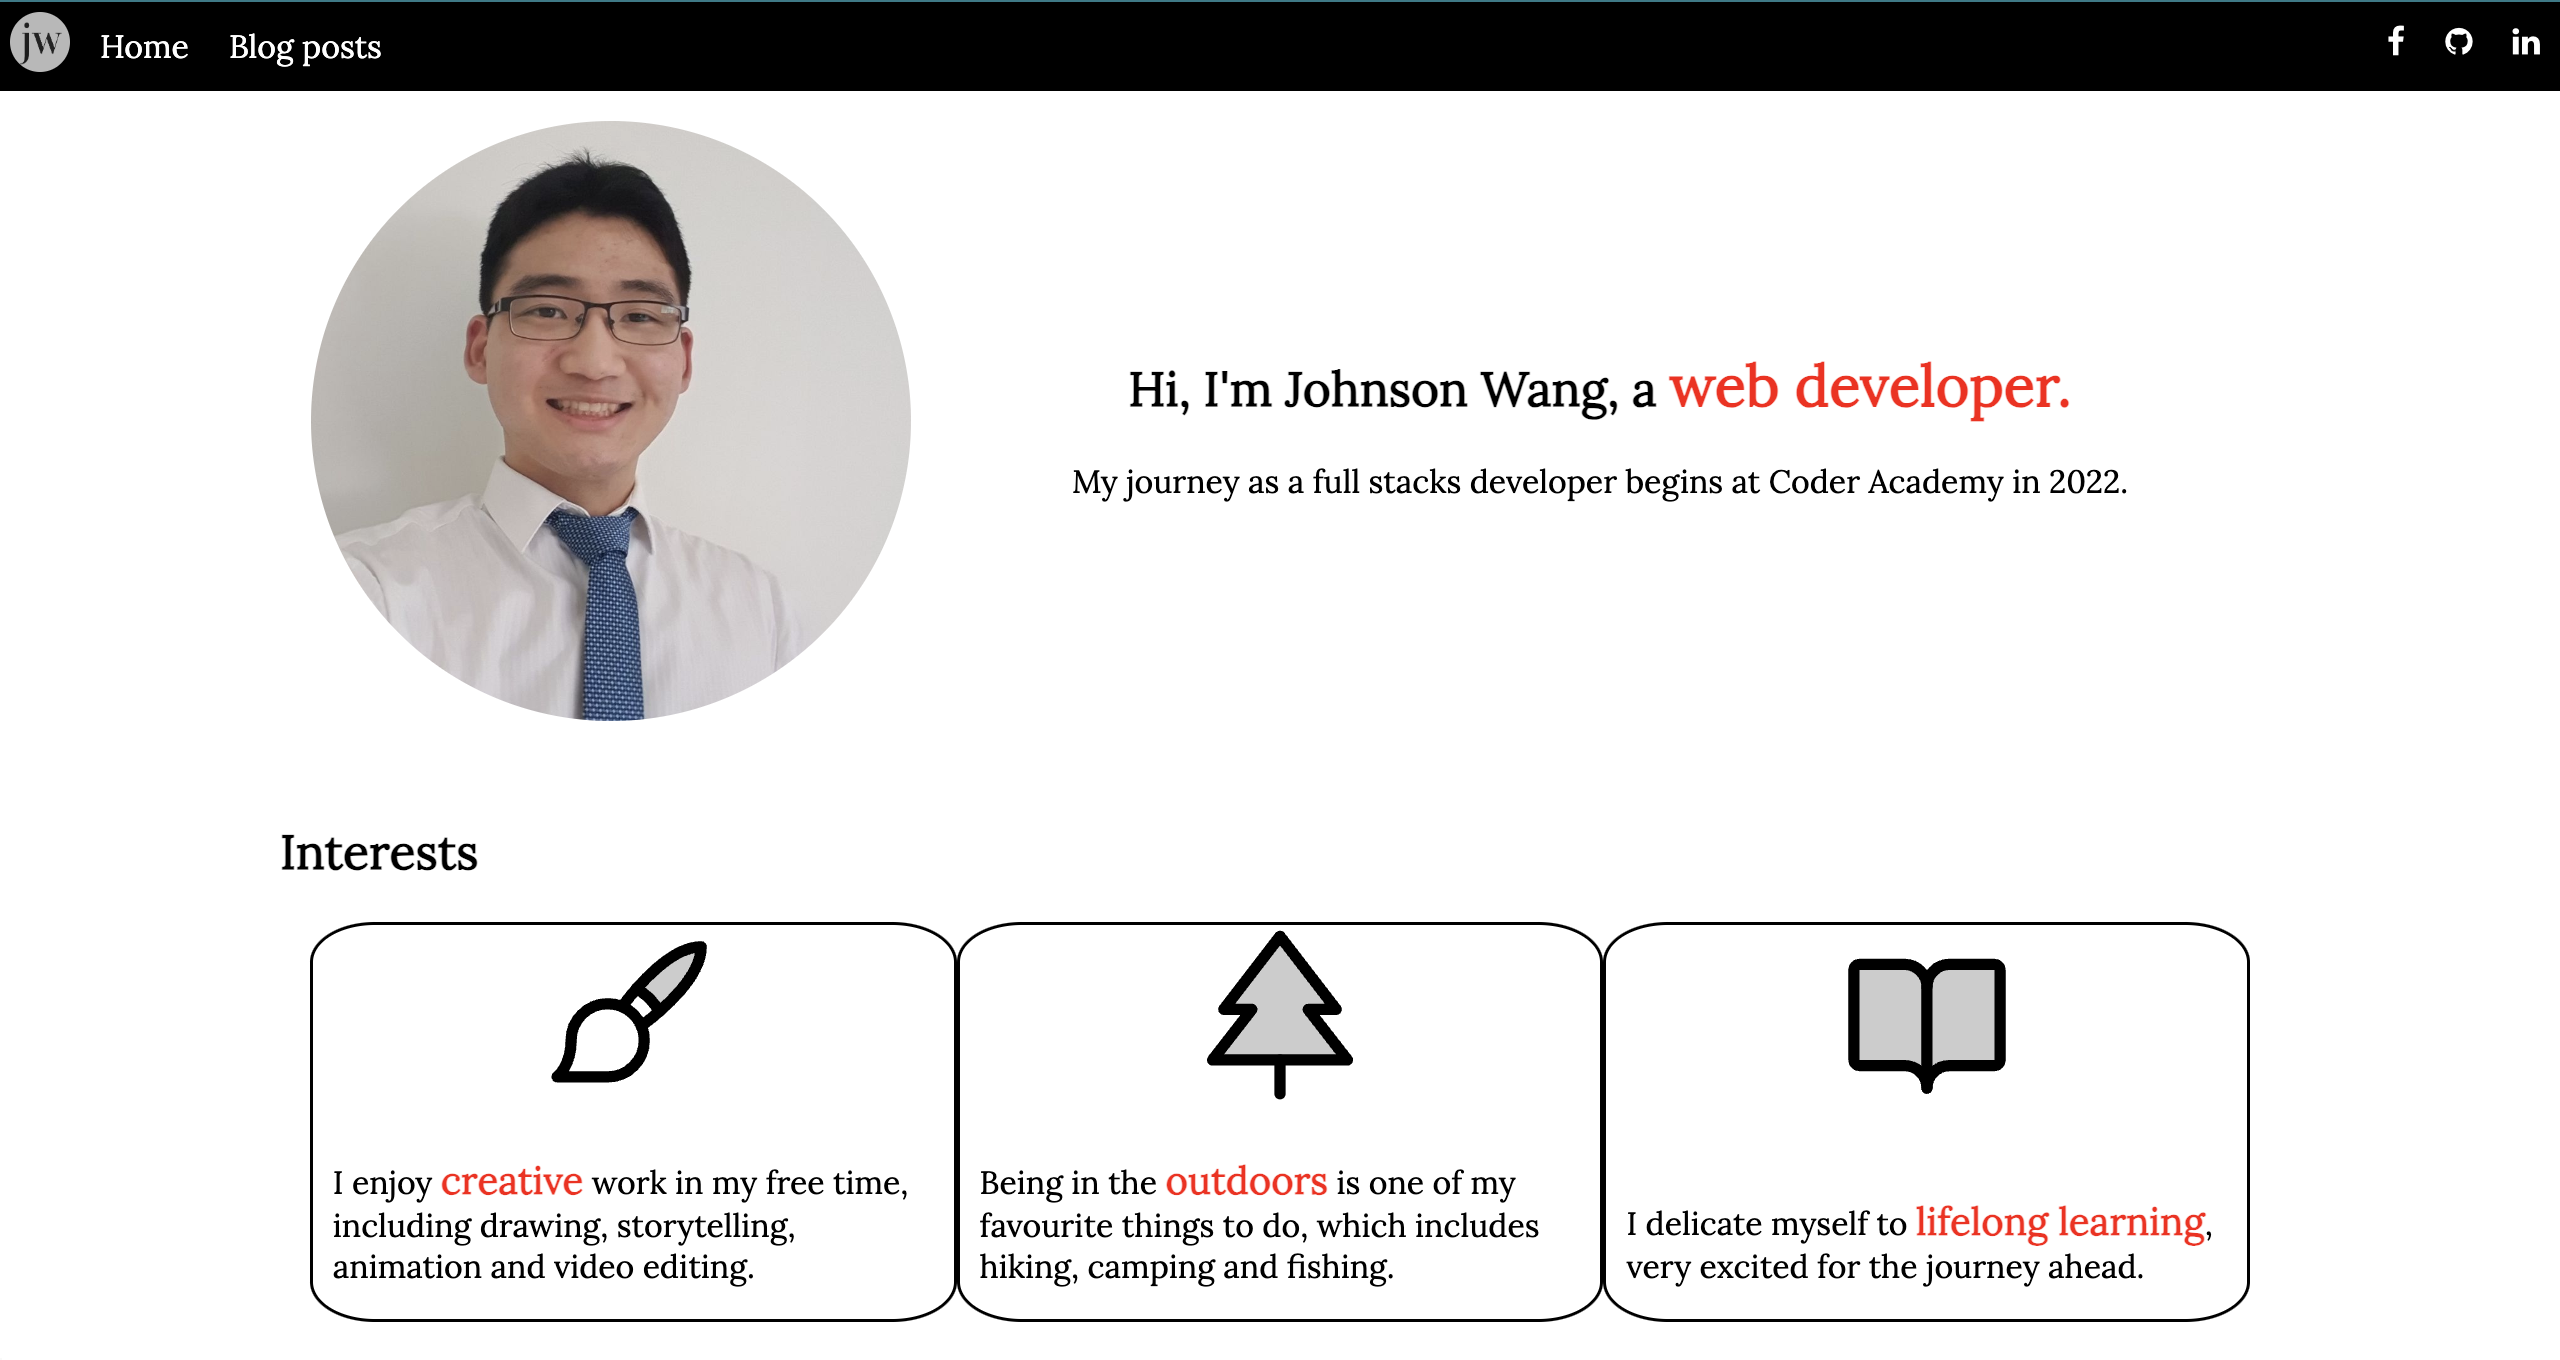 jw Home Blog posts
Hi, I'm Johnson Wang, a web developer.
My journey as a full stacks developer begins at Coder Academy in 2022.
Interests
I enjoy creative work in my free time,
including drawing, storytelling,
animation and video editing.
Being in the outdoors is one of my
favourite things to do, which includes
hiking, camping and fishing.
I delicate myself to lifelong learning,
very excited for the journey ahead.